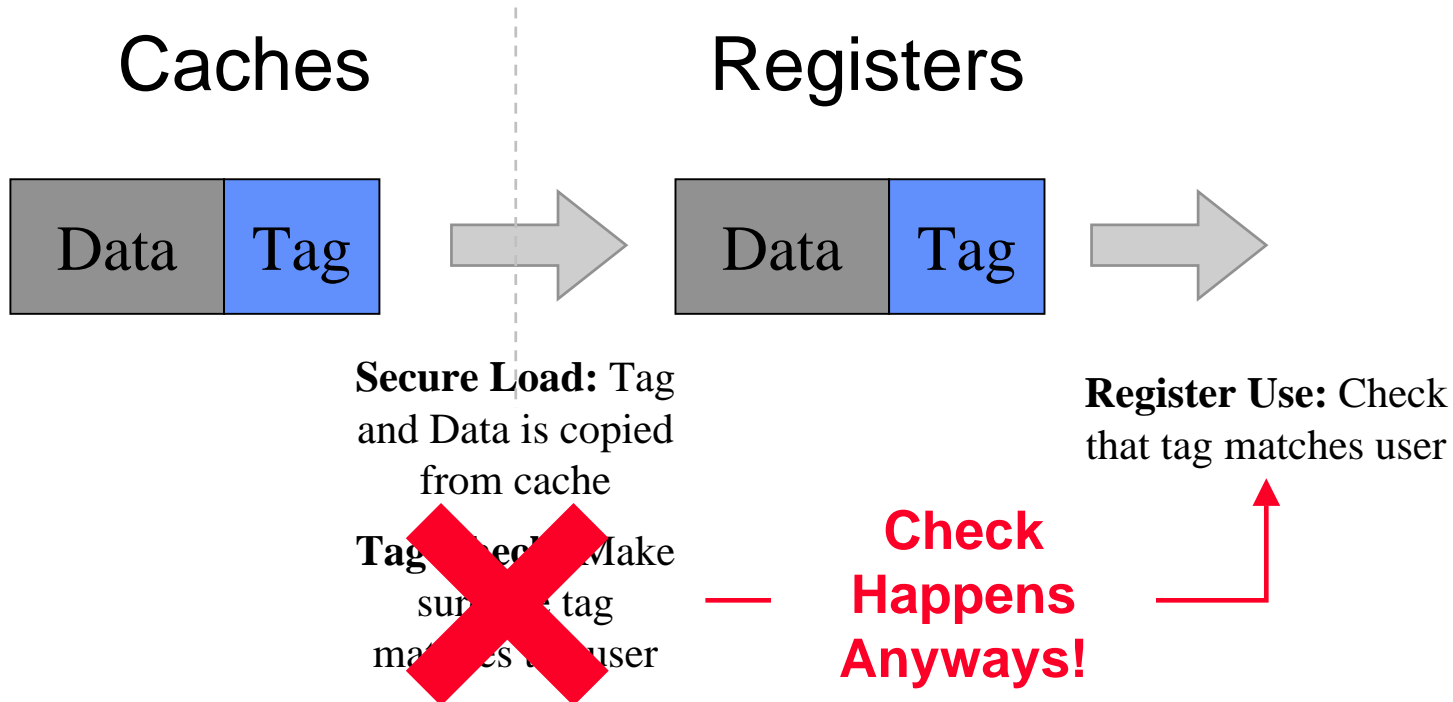 Caches
Registers
Data Tag
Data Tag
Secure Load: Tag
and Data is copied
from cache
Register Use: Check
that tag matches user
Tag Make
tag
user
Check
Happens
Anyways!